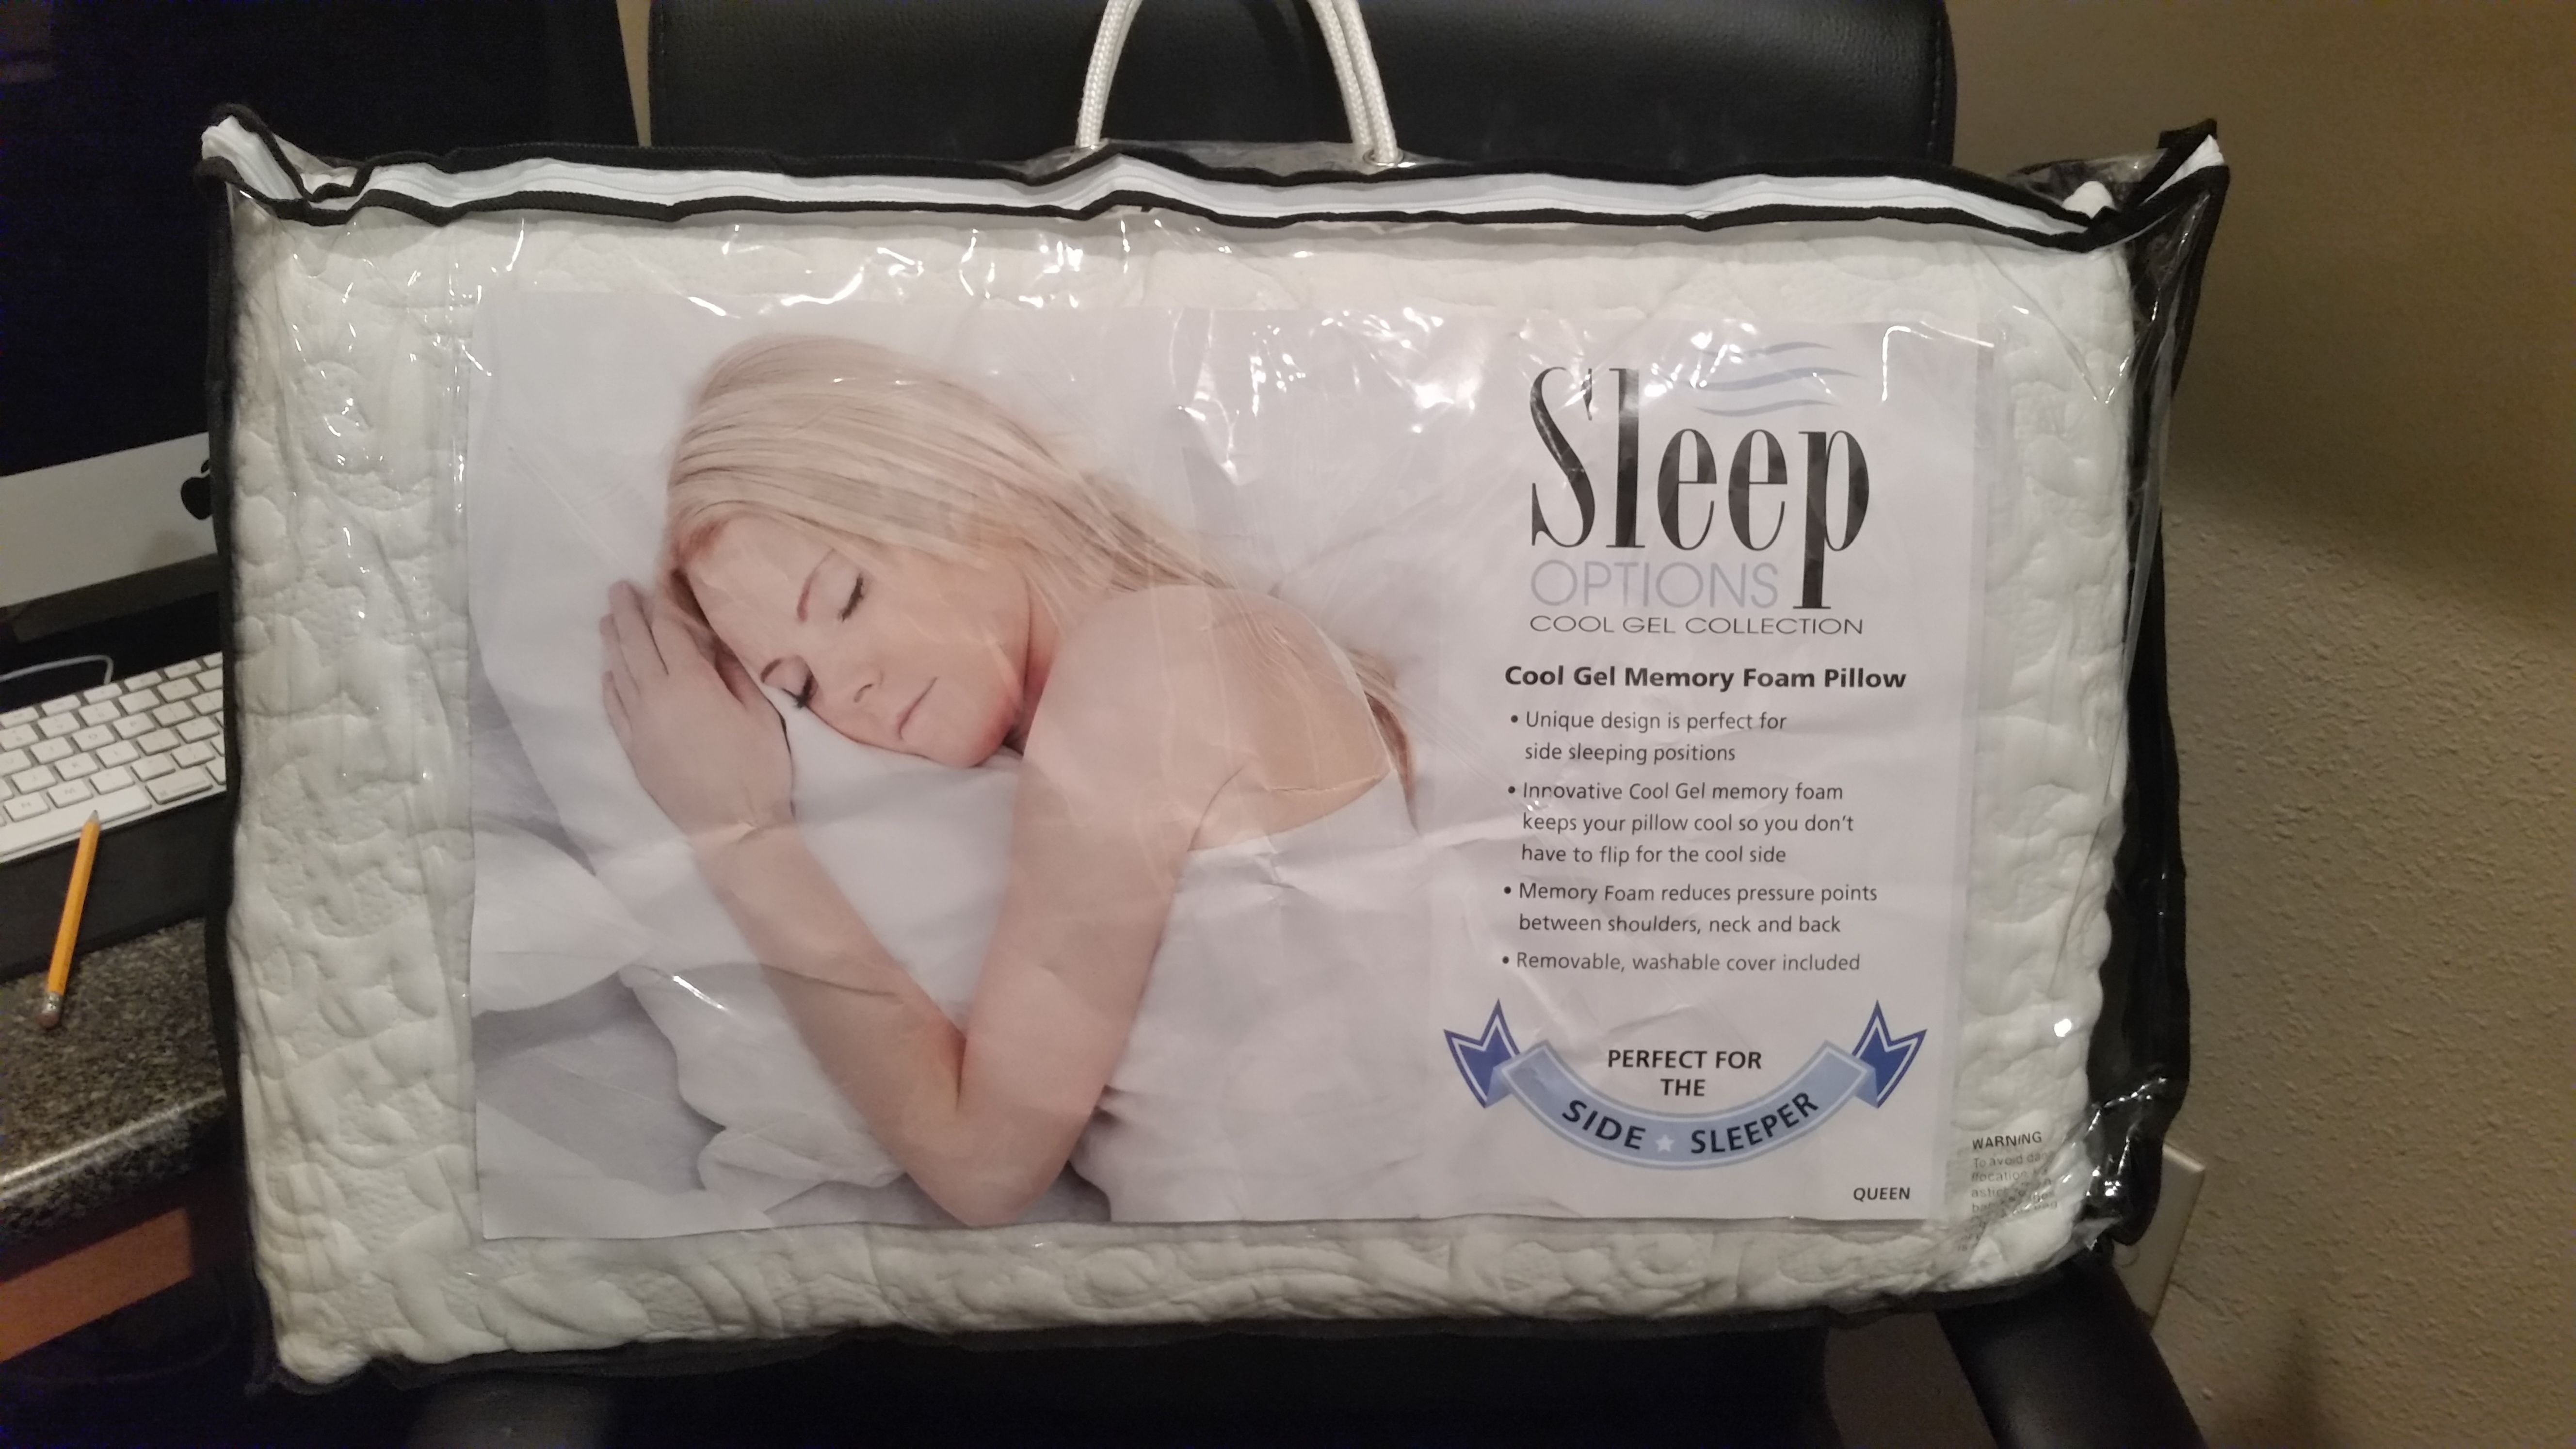 Sleep
OPTIONS
COOL GEL COLLECTION
Cool Gel Memory Foam Pillow
• Unique design is perfect for
side sleeping positions
• Innovative Cool Gel memory foam
keeps your pillow cool so you don't
have to flip for the cool side
• Memory Foam reduces pressure points
between shoulders, neck and back
• Removable, washable cover included
PERFECT FOR
THE
SIDE SLEEPER
QUEEN
WARNING
To avoid